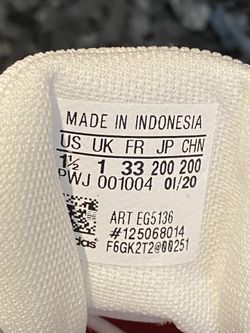 MADE IN INDONESIA
US UK FR JP CHN
1½ 1 33 200 200
PWJ 001004 01/20
ART EG5136
#125068014
F6GK2T2@00251